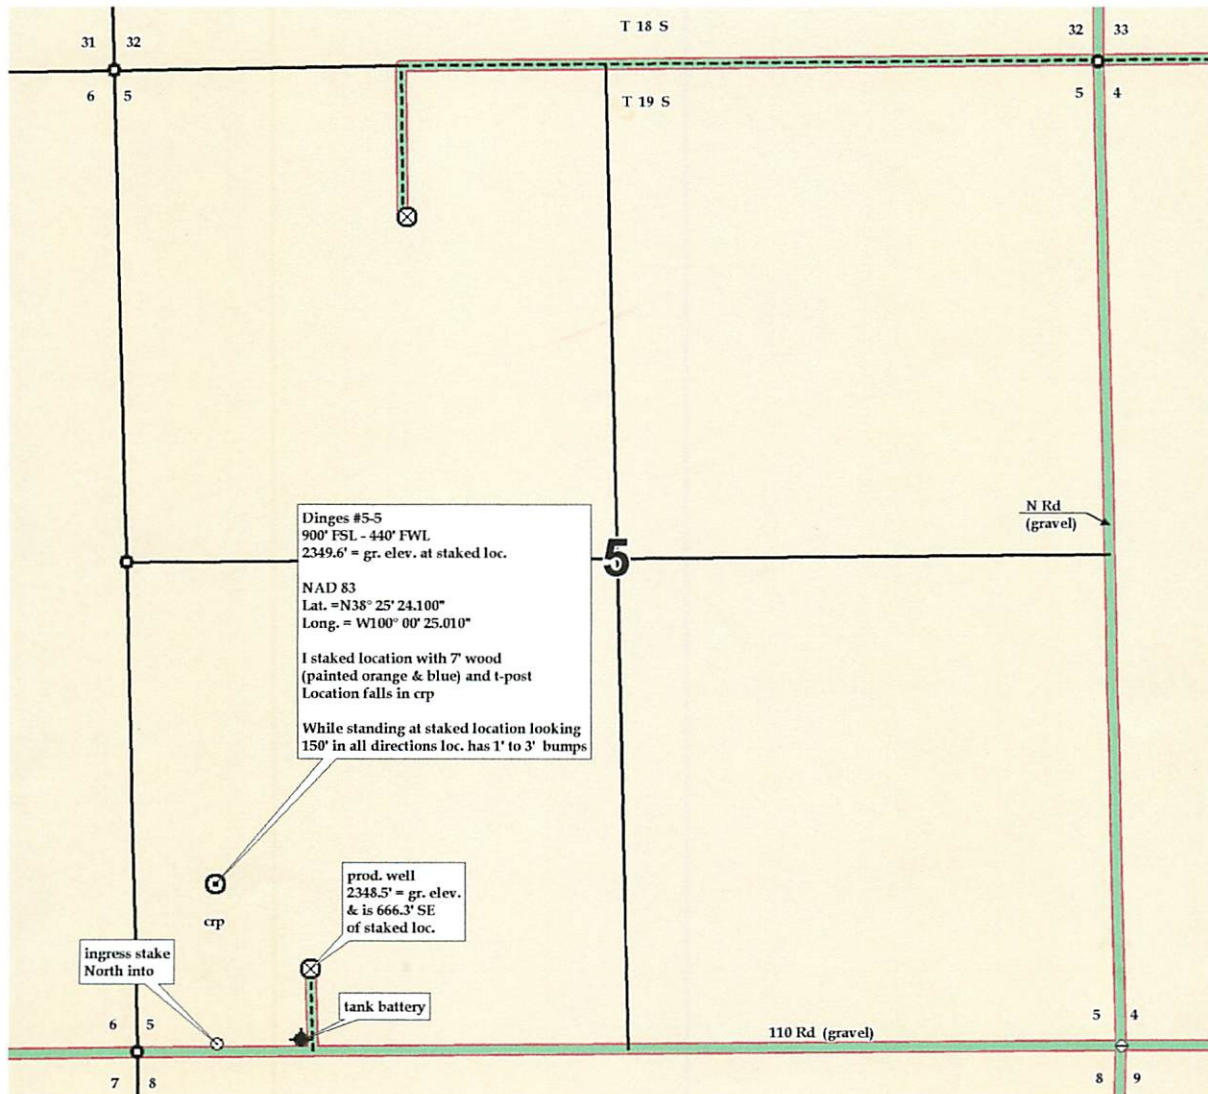 T 18 S
31 32
32 33
6 5
T 19 S
5 4
Dinges #5-5
900' FSL - 440' FWL
2349.6' = gr. elev. at staked loc.
NAD 83
Lat. =N38° 25' 24.100"
Long. = W100° 00' 25.010"
I staked location with 7' wood
(painted orange & blue) and t-post
Location falls in crp
While standing at staked location looking
150' in all directions loc. has 1' to 3' bumps
N Rd
(gravel)
5
prod. well
2348.5' = gr. elev.
& is 666.3' SE
of staked loc.
crp
ingress stake
North into
tank battery
6 5
5 4
110 Rd (gravel)
7 8
8 9